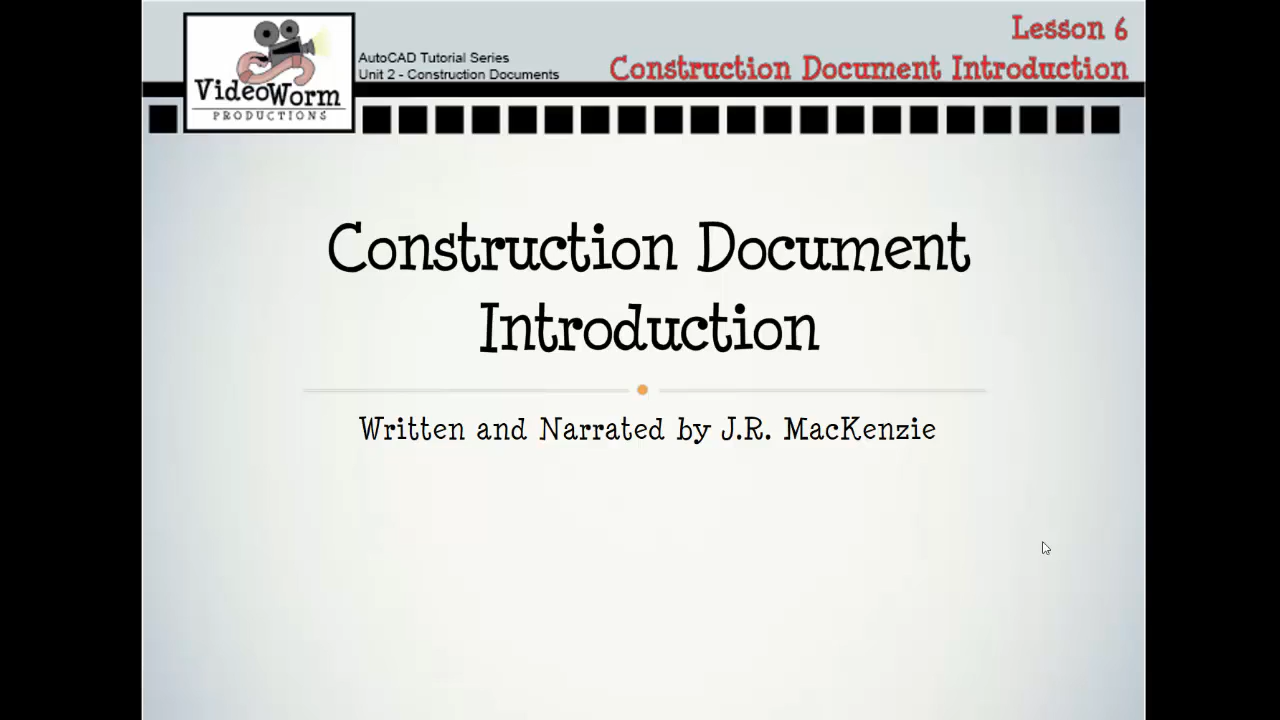 Lesson 6
AutoCAD Tutorial Series
Unit 2 - Construction Documents
Construction Document Introduction
VideoWorm
PRODUCTIONS
Construction Document
Introduction
Written and Narrated by J.R. MacKenzie